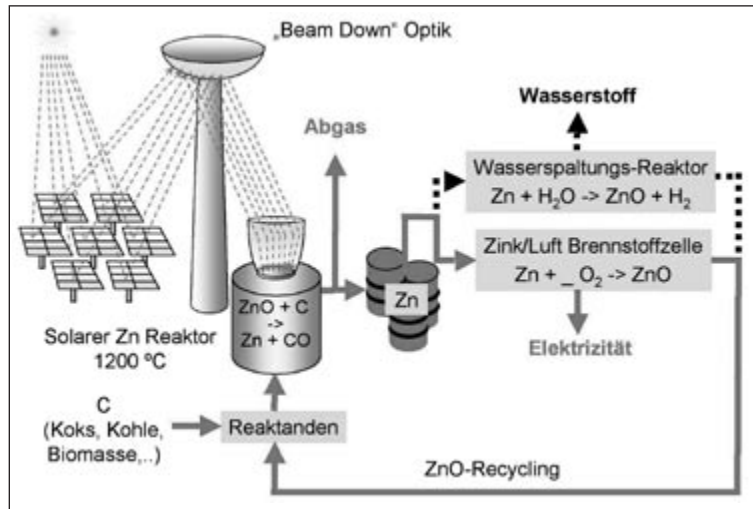 „Beam Down“ Optik
Wasserstoff
Abgas
Wasserspaltungs-Reaktor
Zn + H₂O -> ZnO + H₂
Zink/Luft Brennstoffzelle
Zn + _ O₂ -> ZnO
Zn
ZnO + C
->
Zn + CO
Solarer Zn Reaktor
1200 ºC
Elektrizität
C
(Koks, Kohle,
Biomasse,..)
Reaktanden
ZnO-Recycling